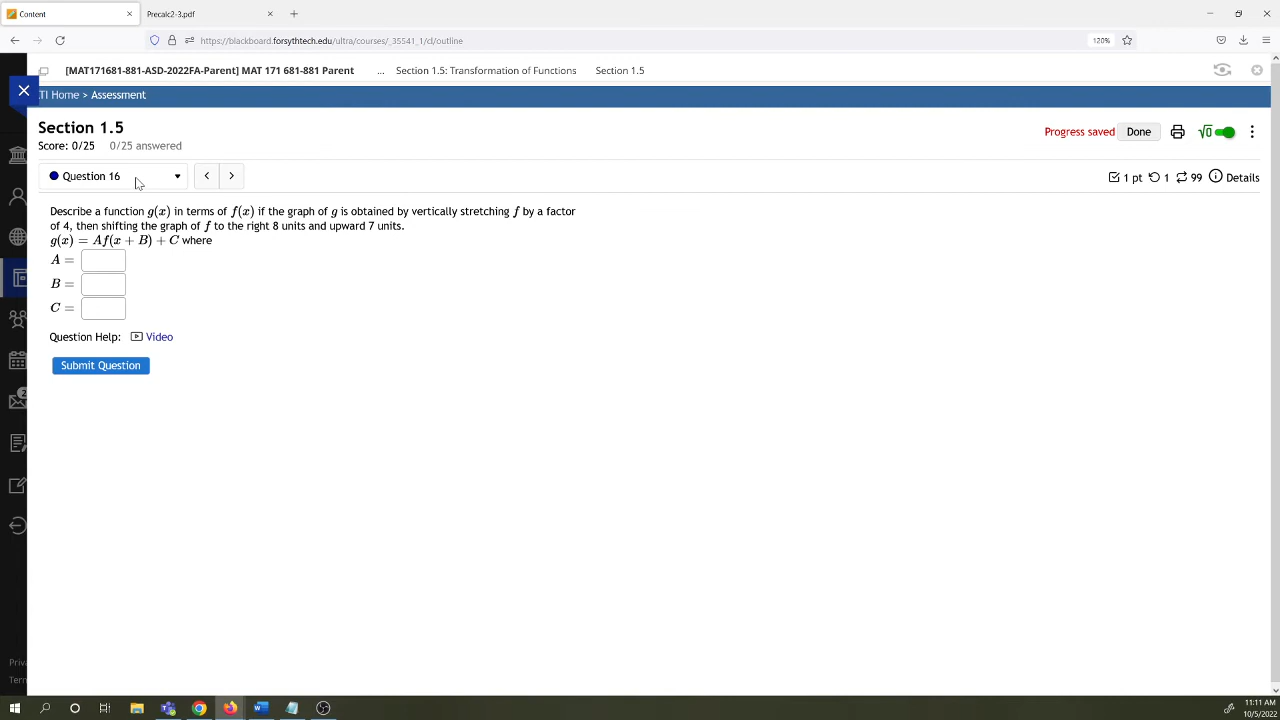 Content
Precalc2-3.pdf
https://blackboard.forsythtech.edu/ultra/courses/_35541_1/cl/outline
120%
[MAT171681-881-ASD-2022FA-Parent] MAT 171 681-881 Parent ... Section 1.5: Transformation of Functions Section 1.5
TI Home > Assessment
Section 1.5
Score: 0/25 0/25 answered
Progress saved Done √0
Question 16
1 pt 1 99 Details
Describe a function g(x) in terms of f(x) if the graph of g is obtained by vertically stretching f by a factor
of 4, then shifting the graph of f to the right 8 units and upward 7 units.
g(x) = Af(x + B) + C where
A =
B =
C =
Question Help: Video
Submit Question
2
Priva
Term
11:11 AM
10/5/2022